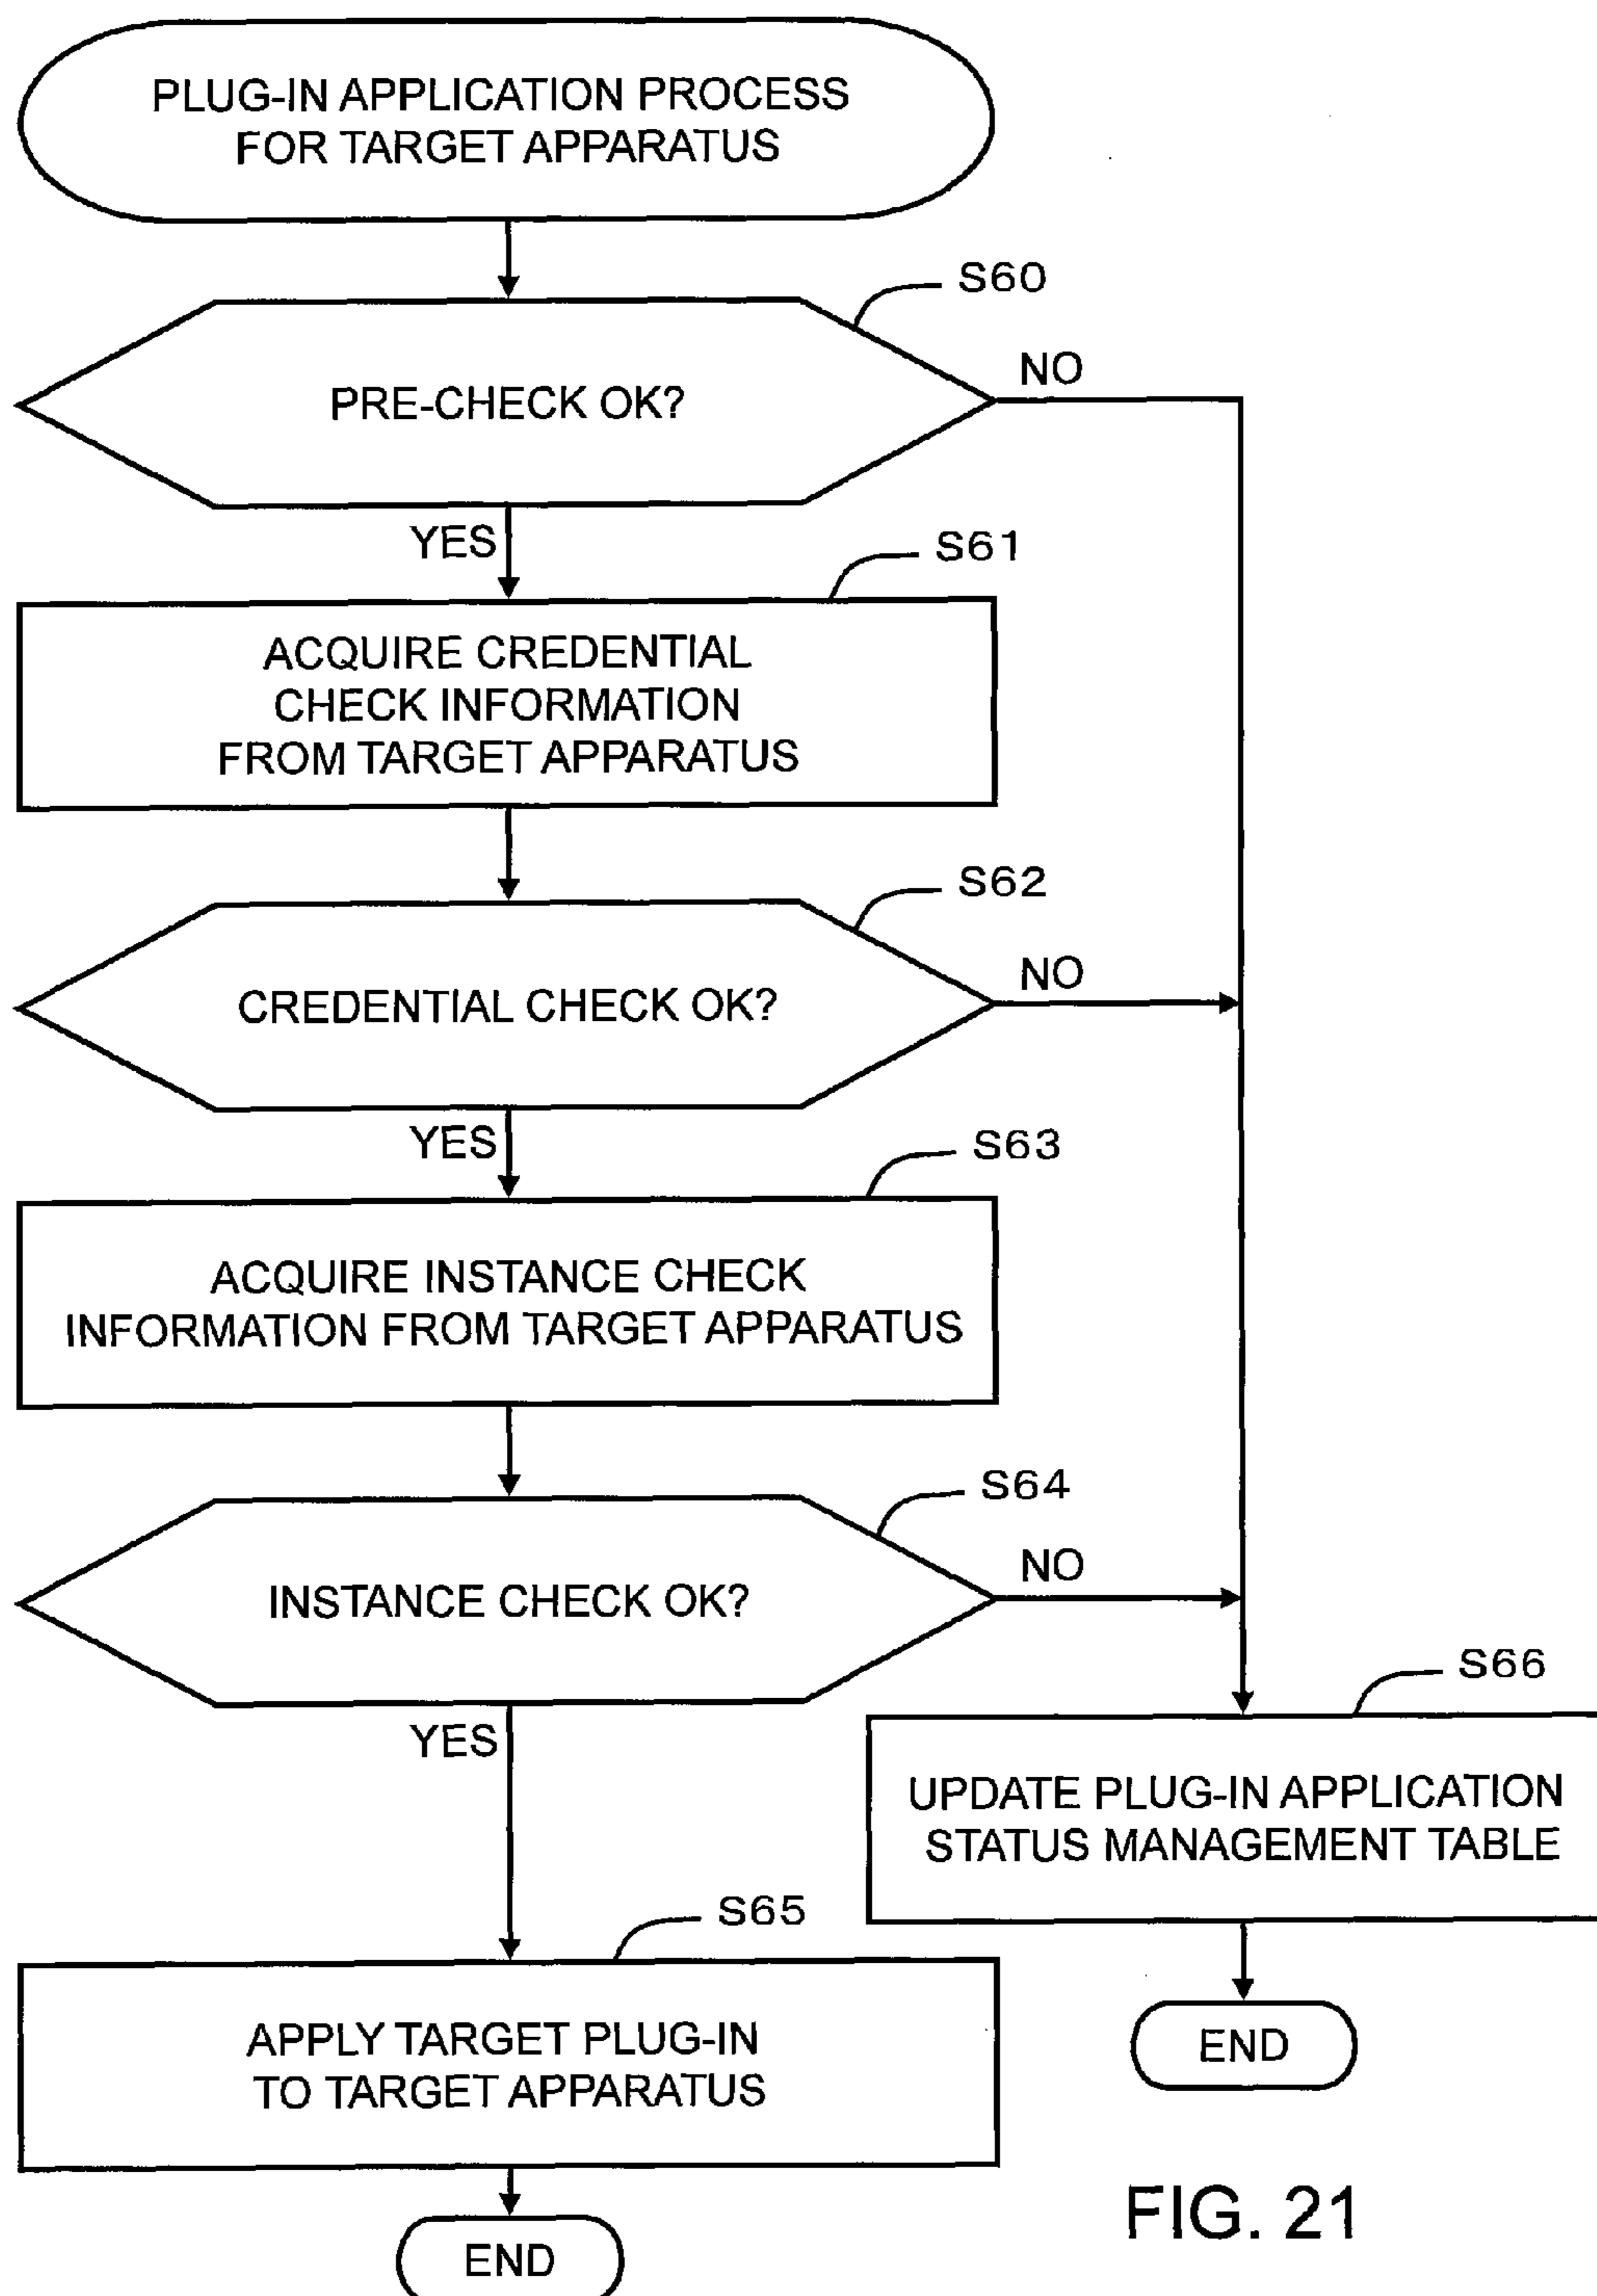 PLUG-IN APPLICATION PROCESS
FOR TARGET APPARATUS
S60
PRE-CHECK OK?
NO
YES
S61
ACQUIRE CREDENTIAL
CHECK INFORMATION
FROM TARGET APPARATUS
S62
CREDENTIAL CHECK OK?
NO
YES
S63
ACQUIRE INSTANCE CHECK
INFORMATION FROM TARGET APPARATUS
S64
INSTANCE CHECK OK?
NO
YES
S66
UPDATE PLUG-IN APPLICATION
STATUS MANAGEMENT TABLE
END
S65
APPLY TARGET PLUG-IN
TO TARGET APPARATUS
END
FIG. 21